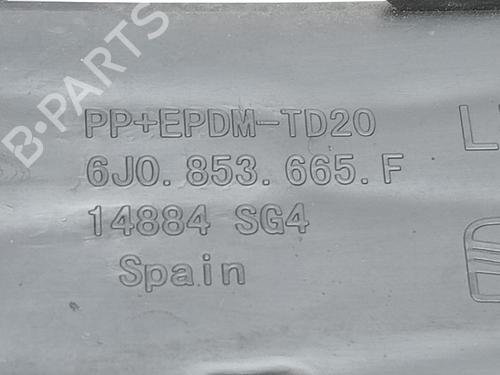 B-PARTS
PP+EPDM-TD20
L
6J0.853.665.F
14884 SG4
Spain